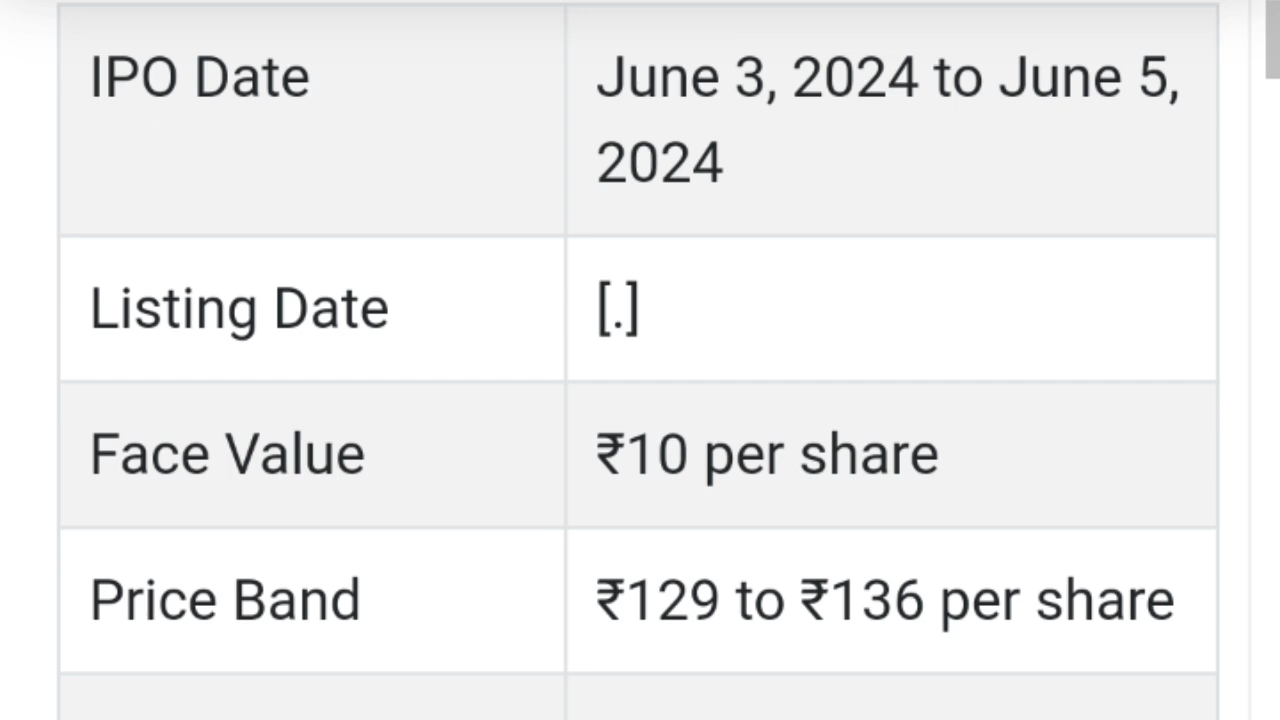 IPO Date
June 3, 2024 to June 5,
2024
Listing Date
[.]
Face Value
₹10 per share
Price Band
₹129 to ₹136 per share